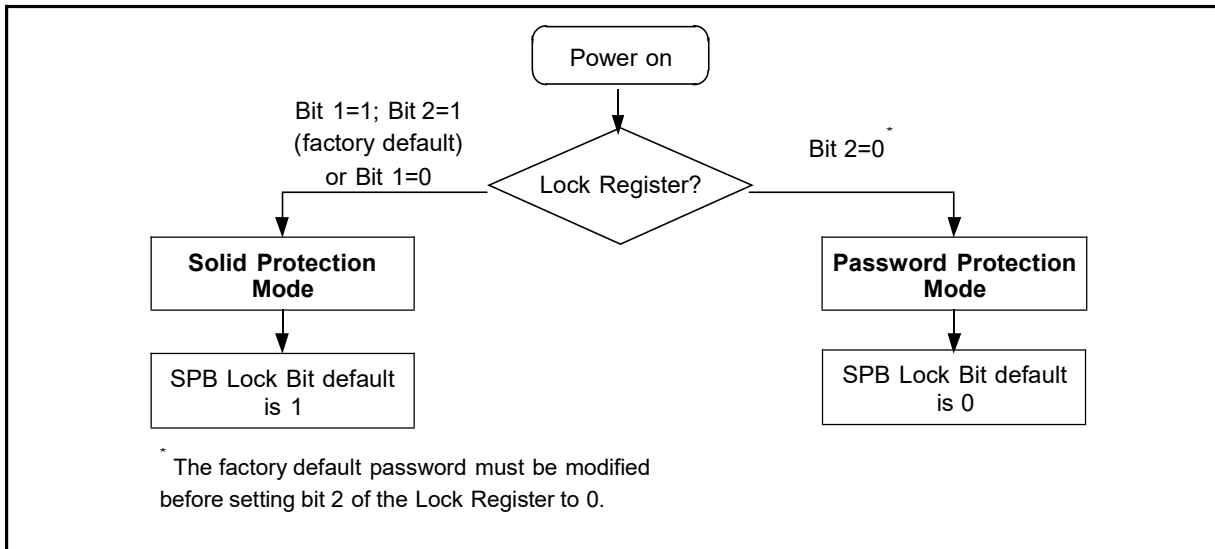 Power on
Bit 1=1; Bit 2=1
(factory default)
or Bit 1=0
Lock Register?
Bit 2=0*
Solid Protection
Mode
Password Protection
Mode
SPB Lock Bit default
is 1
SPB Lock Bit default
is 0
* The factory default password must be modified
before setting bit 2 of the Lock Register to 0.